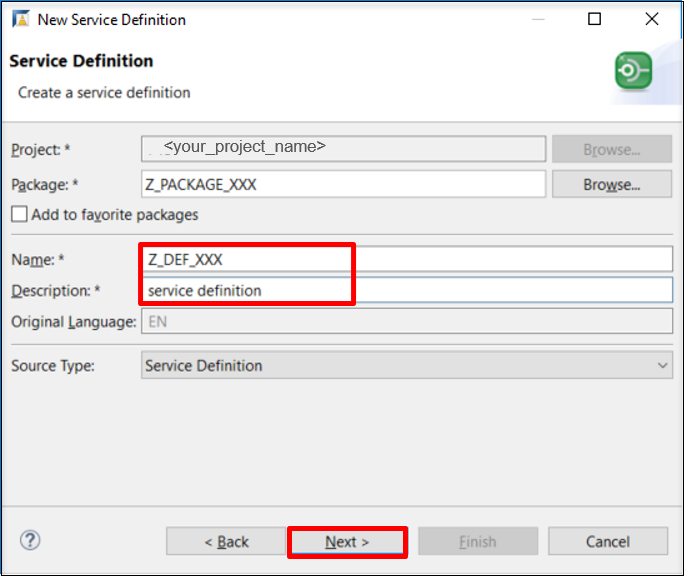 New Service Definition
Service Definition
Create a service definition
Project: * <your_project_name> Browse...
Package: * Z_PACKAGE_XXX Browse...
Add to favorite packages
Name: * Z_DEF_XXX
Description: * service definition
Original Language: EN
Source Type: Service Definition
? < Back Next > Finish Cancel